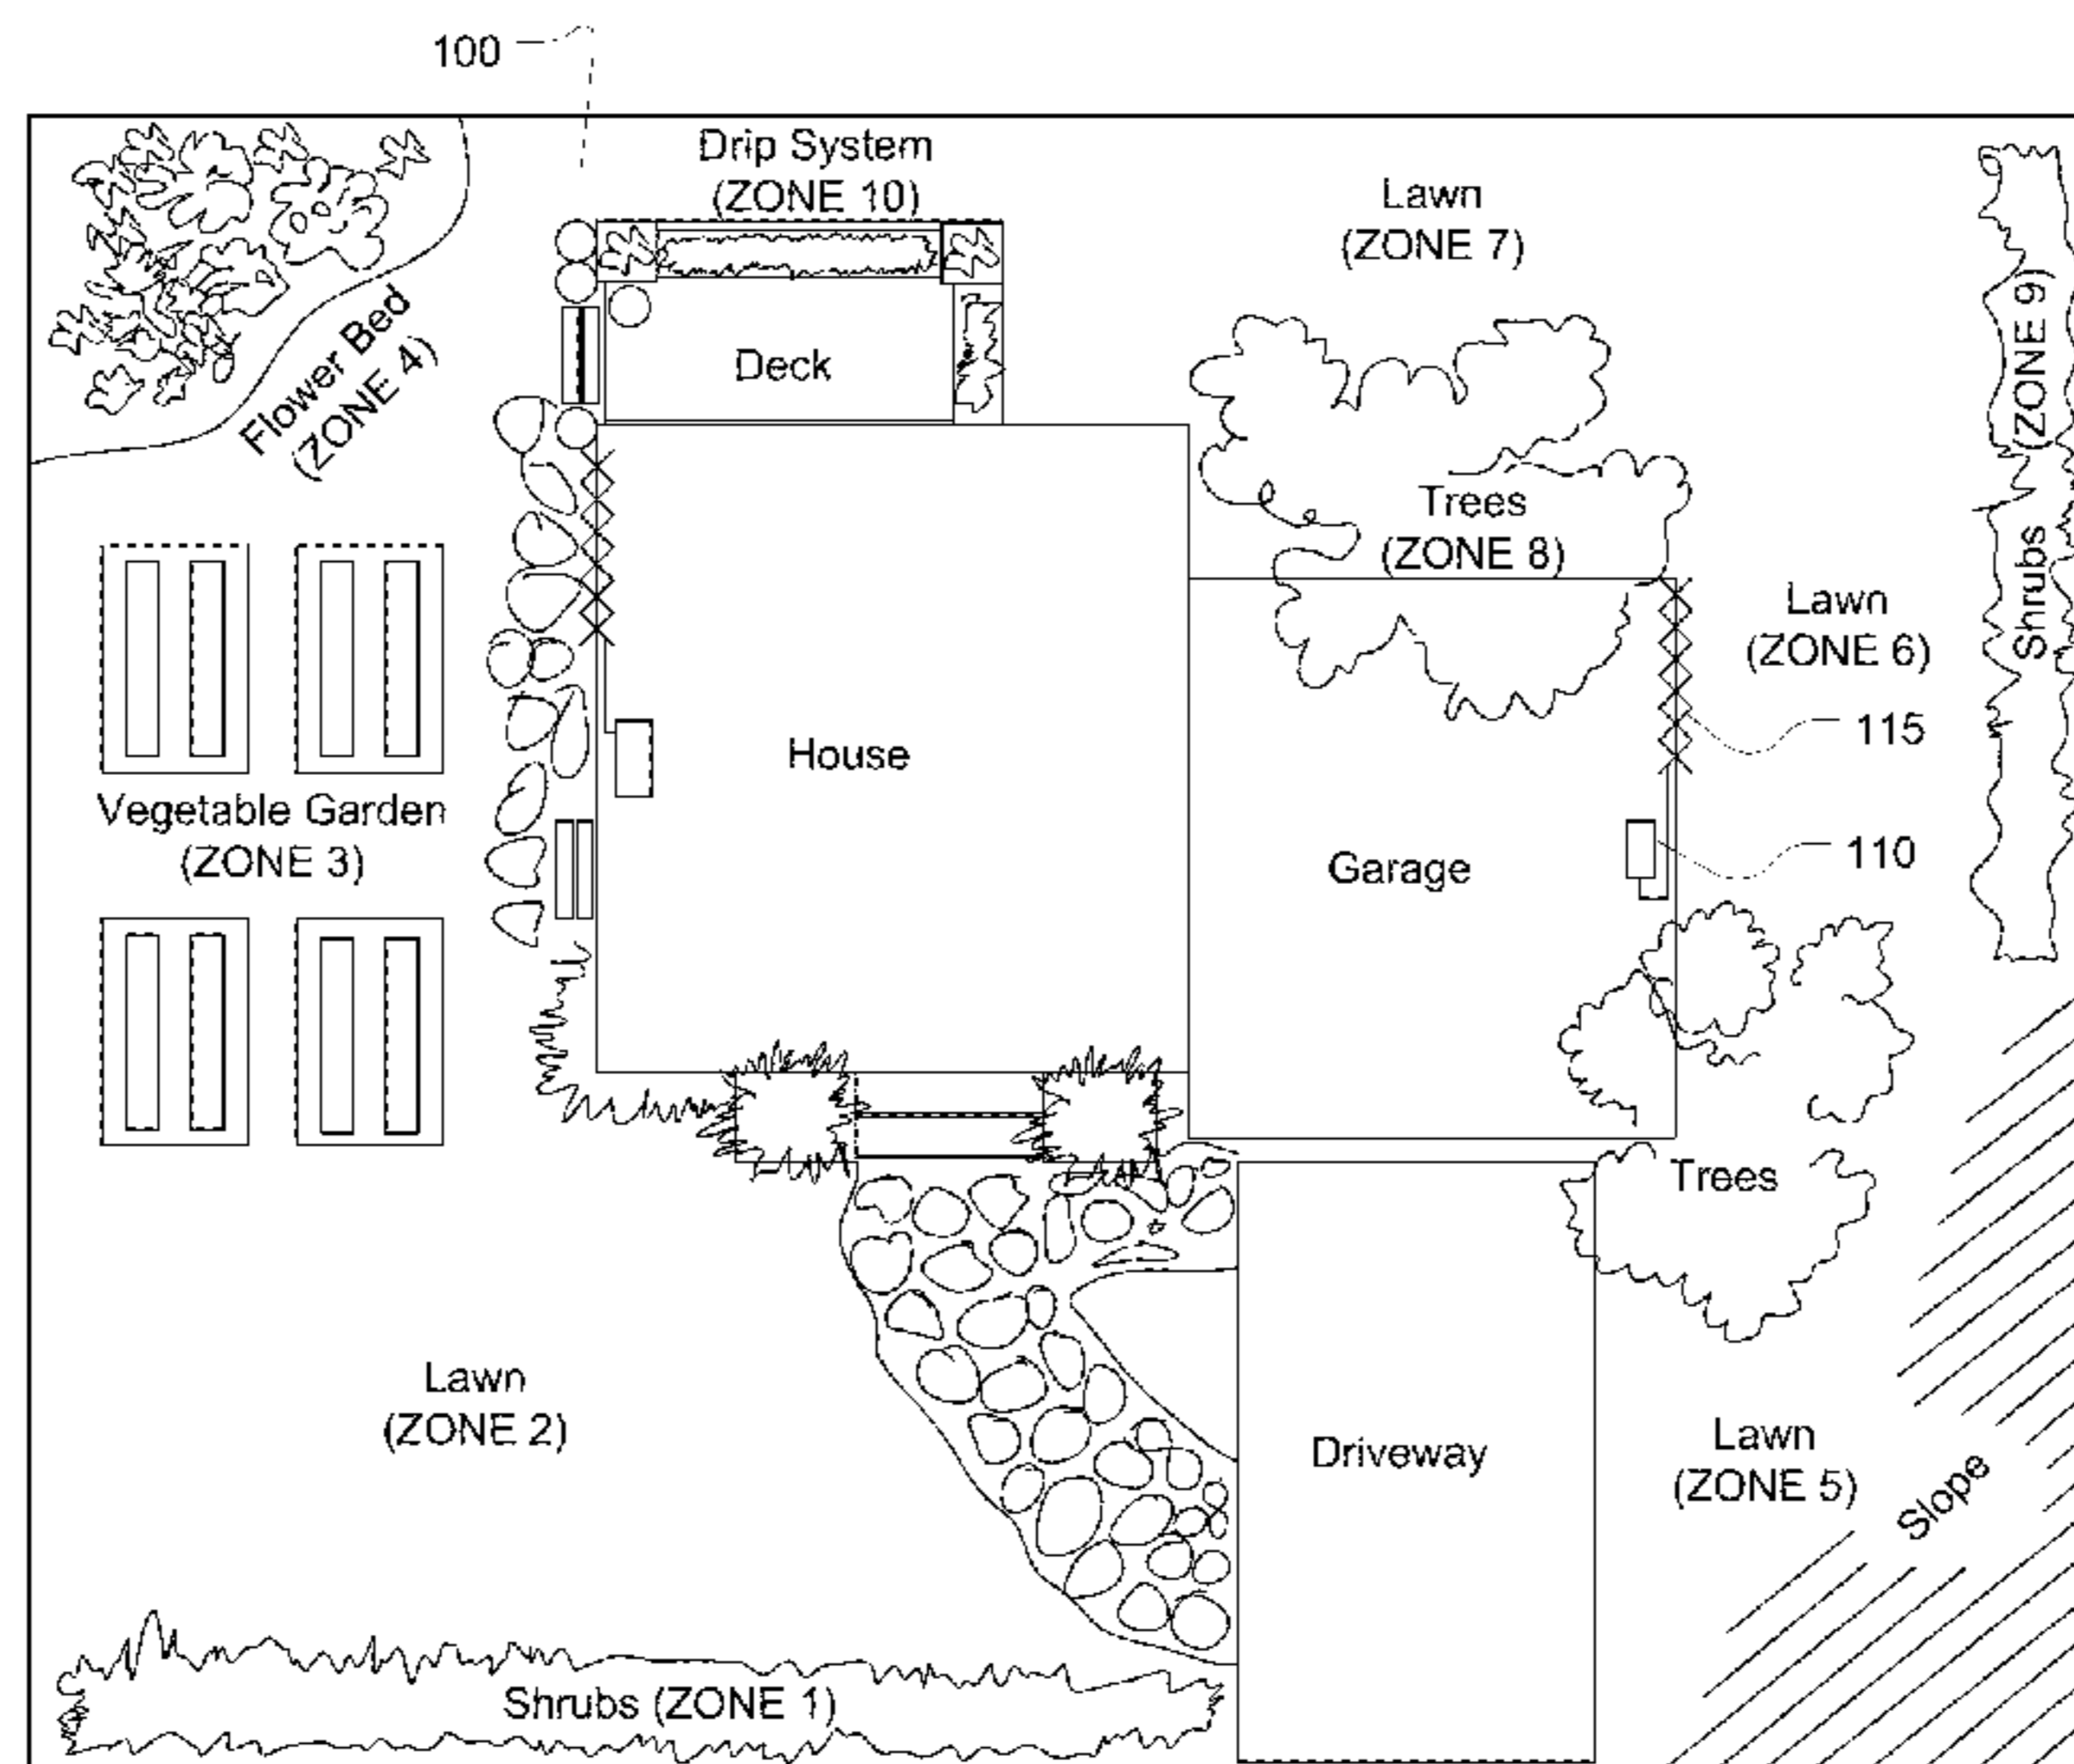 100
Drip System
(ZONE 10)
Lawn
(ZONE 7)
Flower Bed
(ZONE 4)
Deck
Shrubs (ZONE 9)
Trees
(ZONE 8)
Lawn
(ZONE 6)
115
House
Vegetable Garden
(ZONE 3)
Garage
110
Trees
Lawn
(ZONE 2)
Driveway
Lawn
(ZONE 5)
Slope
Shrubs (ZONE 1)